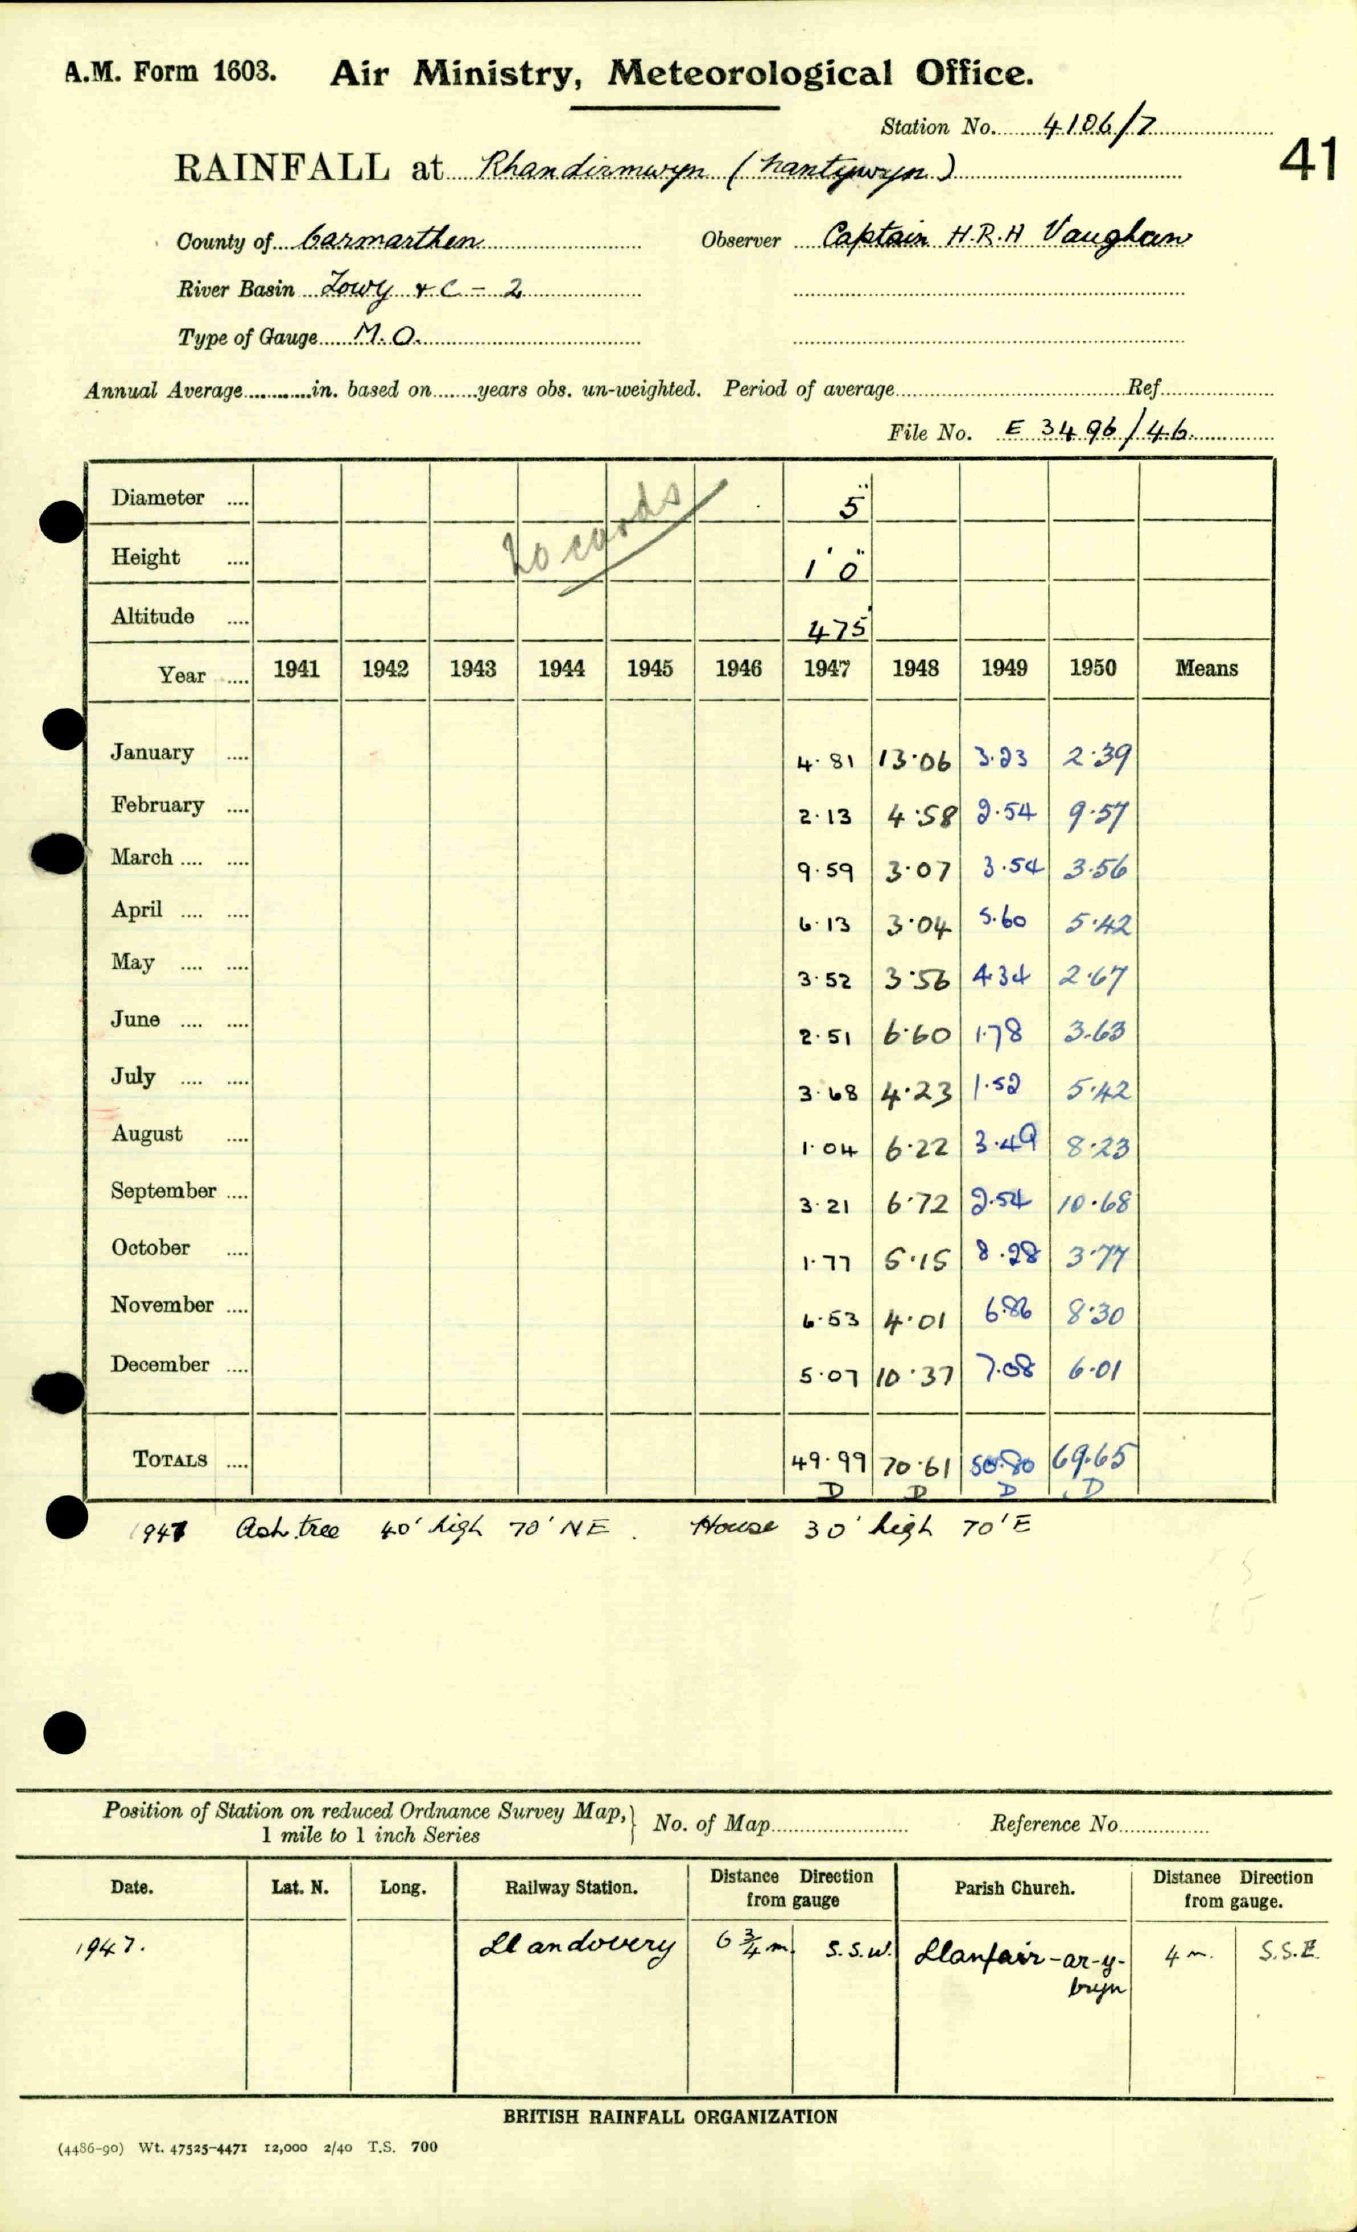 A.M. Form 1603. Air Ministry, Meteorological Office.
Station No. 4106/7
41
RAINFALL at Rhandirmwyn (Nantywyn)
County of Carmarthen Observer Captain H.R.H Vaughan
River Basin Towy & C - 2
Type of Gauge M.O.
Annual Average............in. based on........years obs. un-weighted. Period of average........Ref........
File No. E 3496/46
20 cards
Diameter .... 5"
Height .... 1' 0"
Altitude .... 475'
Year .... 1941 1942 1943 1944 1945 1946 1947 1948 1949 1950 Means
January .... 4.81 13.06 3.23 2.39
February .... 2.13 4.58 2.54 9.57
March .... .... 9.59 3.07 3.54 3.56
April .... .... 6.13 3.04 5.60 5.42
May .... .... 3.52 3.56 4.34 2.67
June .... .... 2.51 6.60 1.78 3.63
July .... .... 3.68 4.23 1.52 5.42
August .... 1.04 6.22 3.49 8.23
September .... 3.21 6.72 2.54 10.68
October .... 1.77 5.15 8.28 3.77
November .... 6.53 4.01 6.86 8.30
December .... 5.07 10.37 7.08 6.01
TOTALS .... 49.99 70.61 50.80 69.65
D D D D
1947 Ash tree 40' high 70' NE. House 30' high 70' E
Position of Station on reduced Ordnance Survey Map, 1 mile to 1 inch Series } No. of Map........ Reference No........
Date. Lat. N. Long. Railway Station. Distance Direction from gauge Parish Church. Distance Direction from gauge.
1947. Llandovery 6 3/4 m. S.S.W. Llanfair-ar-y-bryn 4 m. S.S.E.
BRITISH RAINFALL ORGANIZATION
(4486-90) Wt. 47525-4471 12,000 2/40 T.S. 700